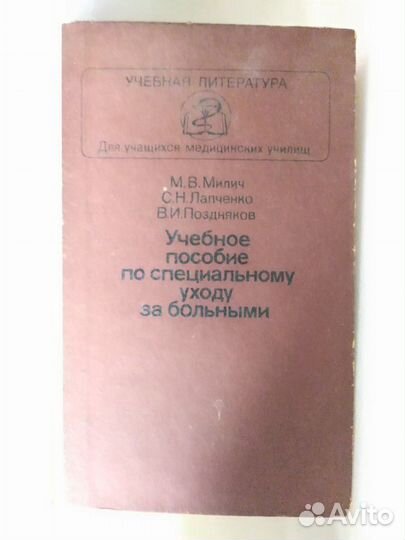 УЧЕБНАЯ ЛИТЕРАТУРА
Для учащихся медицинских училищ
М.В.Милич
С.Н.Лапченко
В.И.Поздняков
Учебное
пособие
по специальному
уходу
за больными
Avito